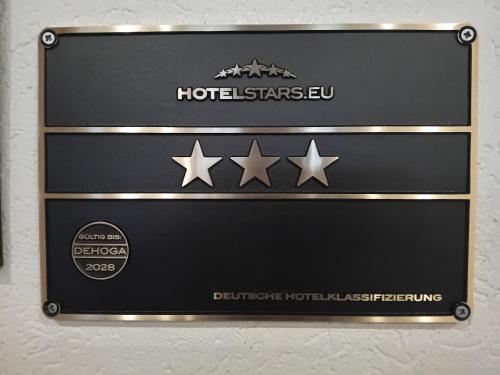 HOTELSTARS.EU
GÜLTIG BIS:
DEHOGA
2028
DEUTSCHE HOTELKLASSIFIZIERUNG